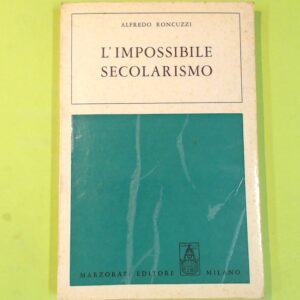 ALFREDO RONCUZZI
L'IMPOSSIBILE
SECOLARISMO
MARZORATI EDITORE MILANO